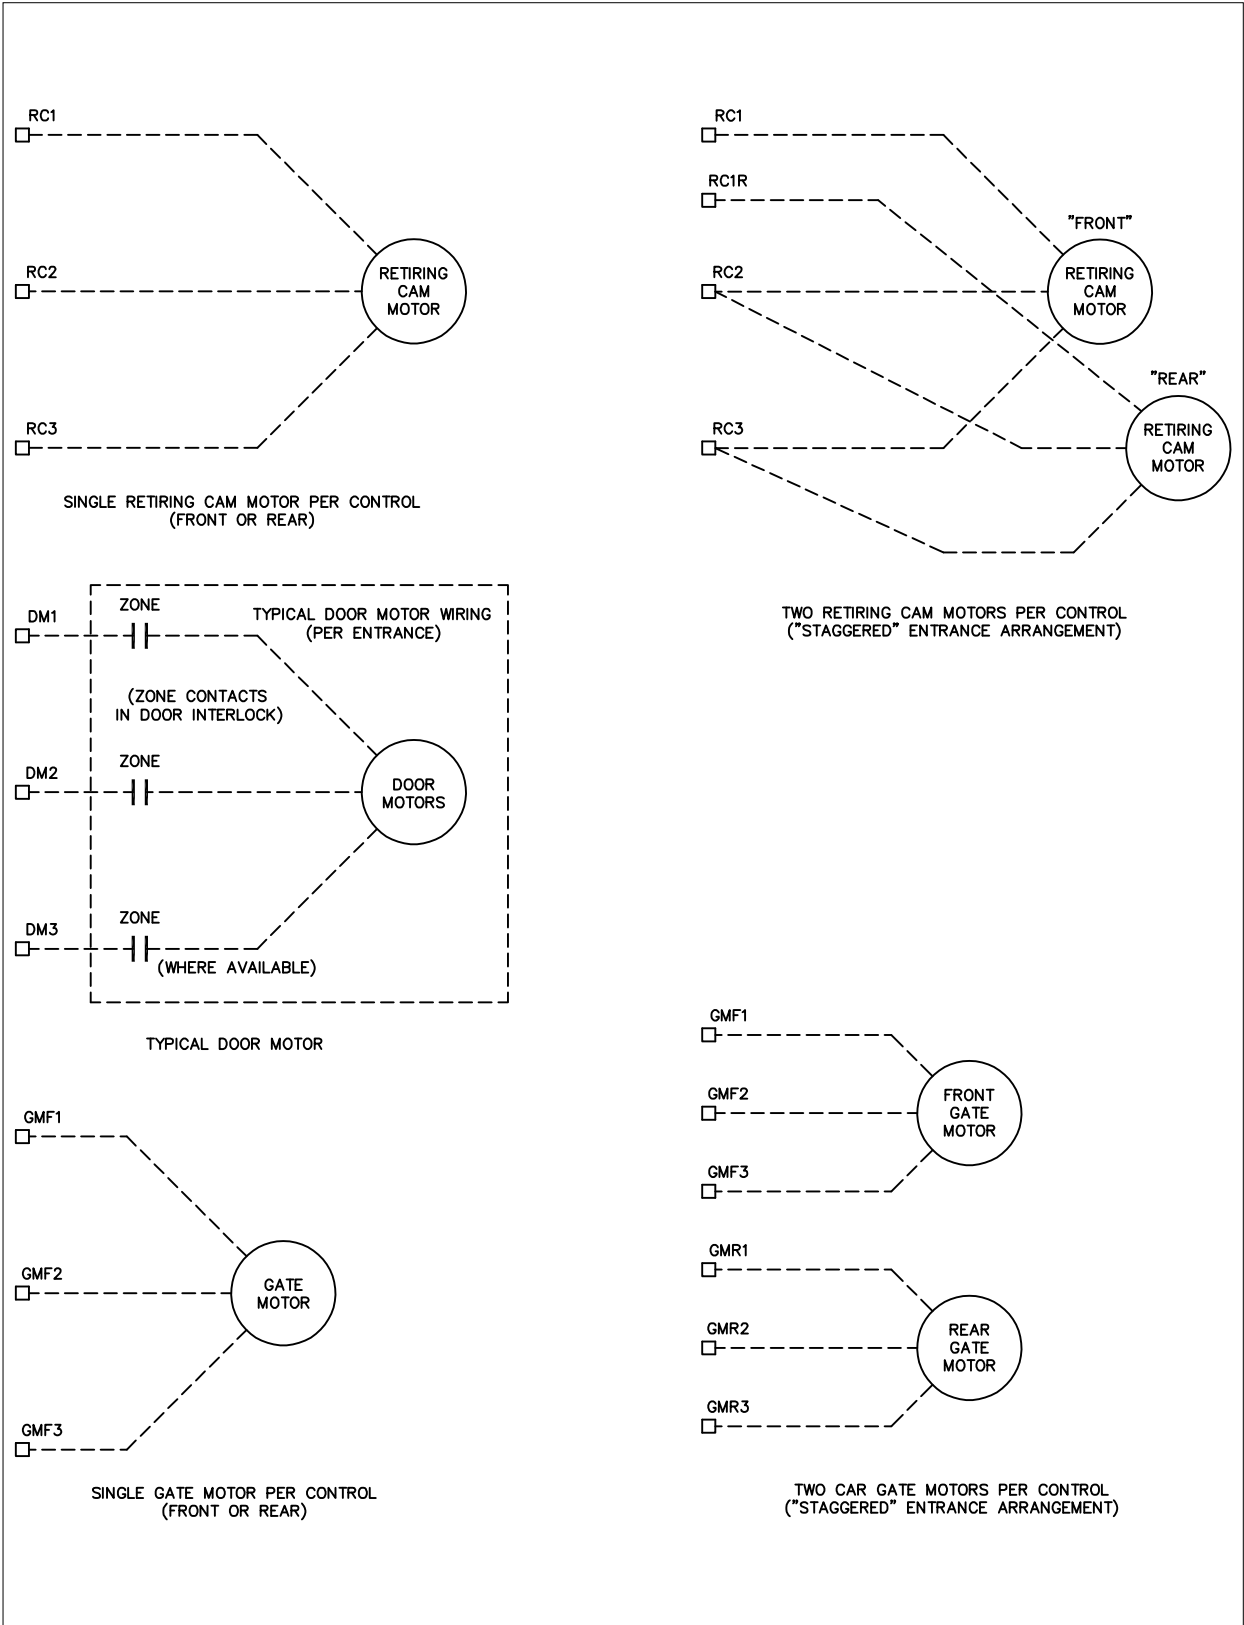 RC1
RC2
RETIRING
CAM
MOTOR
RC3
SINGLE RETIRING CAM MOTOR PER CONTROL
(FRONT OR REAR)
RC1
RC1R
"FRONT"
RC2
RETIRING
CAM
MOTOR
"REAR"
RC3
RETIRING
CAM
MOTOR
TWO RETIRING CAM MOTORS PER CONTROL
("STAGGERED" ENTRANCE ARRANGEMENT)
DM1
ZONE
TYPICAL DOOR MOTOR WIRING
(PER ENTRANCE)
(ZONE CONTACTS
IN DOOR INTERLOCK)
DM2
ZONE
DOOR
MOTORS
DM3
ZONE
(WHERE AVAILABLE)
TYPICAL DOOR MOTOR
GMF1
GMF2
GATE
MOTOR
GMF3
SINGLE GATE MOTOR PER CONTROL
(FRONT OR REAR)
GMF1
GMF2
FRONT
GATE
MOTOR
GMF3
GMR1
GMR2
REAR
GATE
MOTOR
GMR3
TWO CAR GATE MOTORS PER CONTROL
("STAGGERED" ENTRANCE ARRANGEMENT)